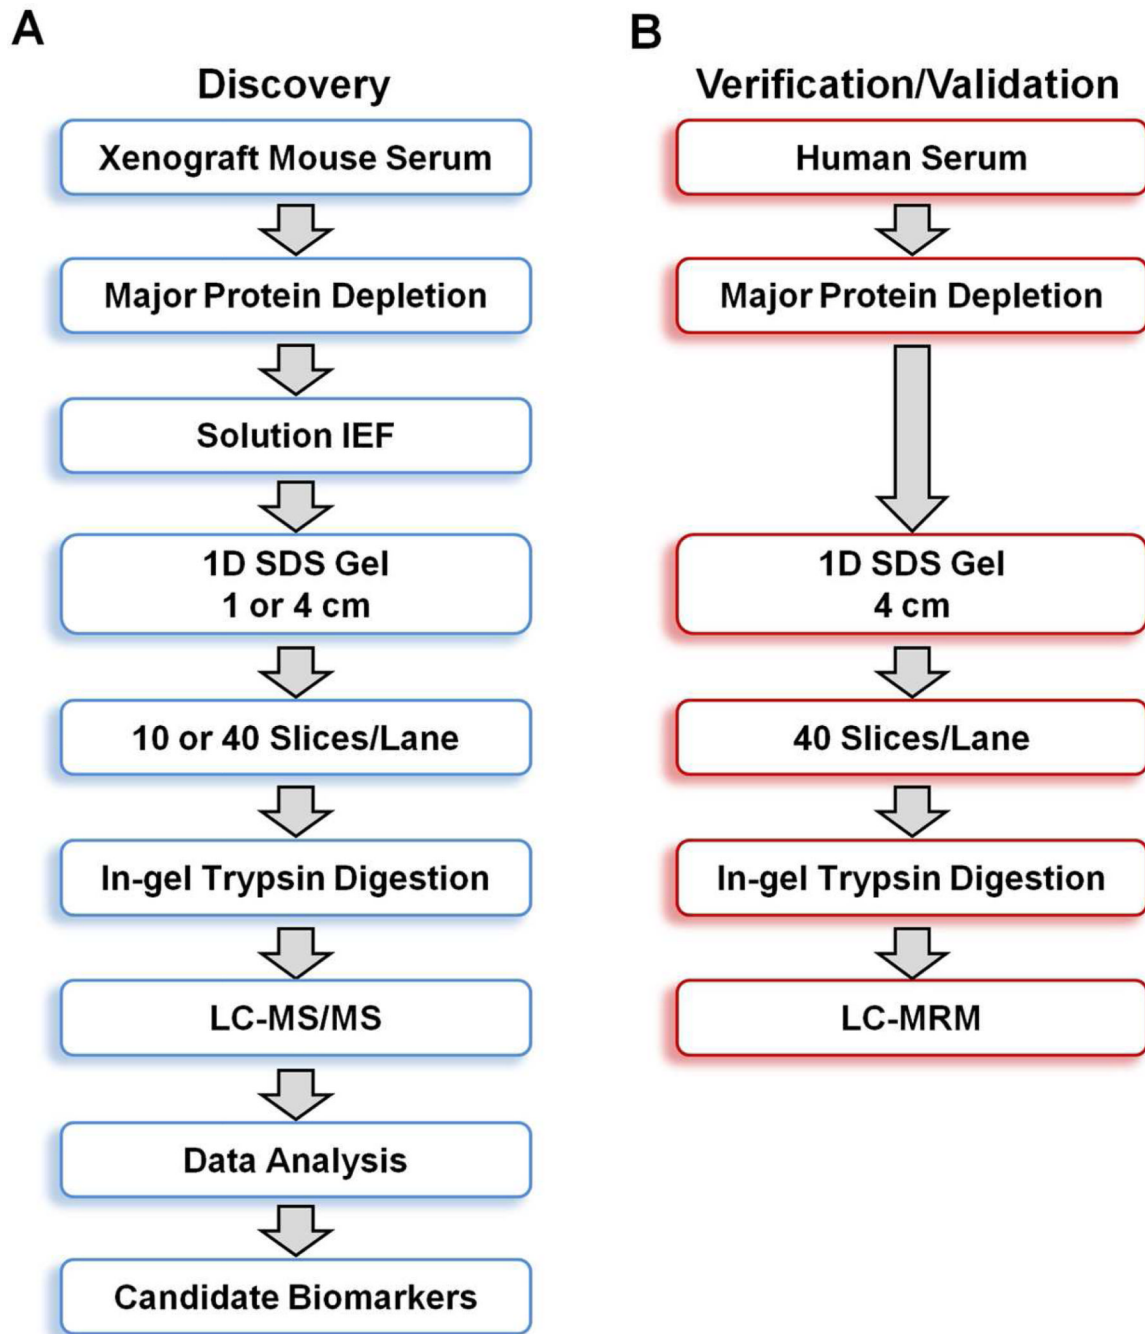 A
Discovery
Xenograft Mouse Serum
Major Protein Depletion
Solution IEF
1D SDS Gel
1 or 4 cm
10 or 40 Slices/Lane
In-gel Trypsin Digestion
LC-MS/MS
Data Analysis
Candidate Biomarkers
B
Verification/Validation
Human Serum
Major Protein Depletion
1D SDS Gel
4 cm
40 Slices/Lane
In-gel Trypsin Digestion
LC-MRM